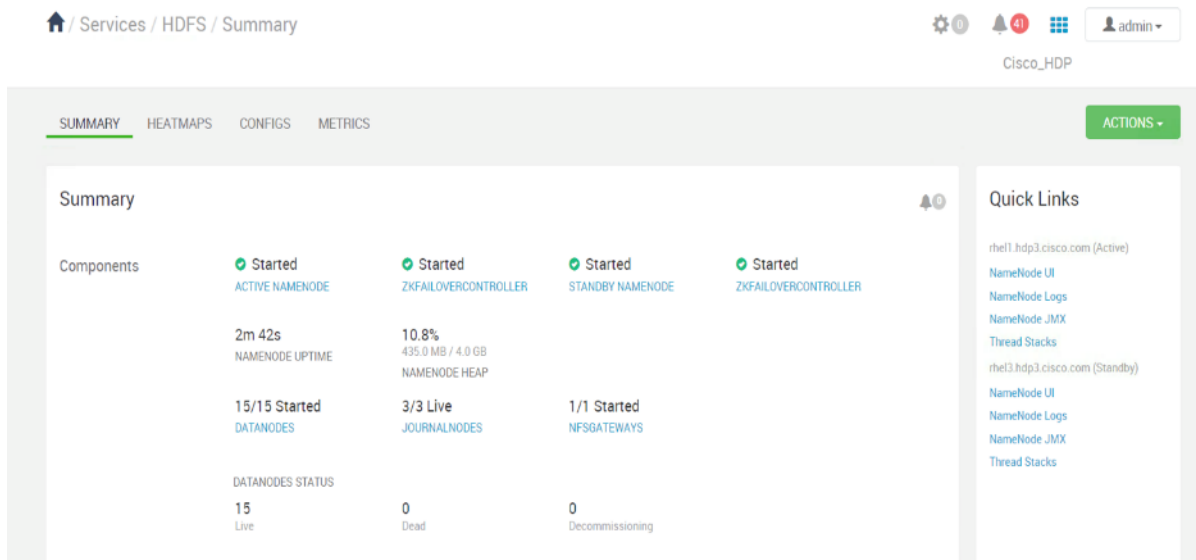 / Services / HDFS / Summary
0
41
admin
Cisco_HDP
SUMMARY HEATMAPS CONFIGS METRICS
ACTIONS
Summary
0
Components
Started
ACTIVE NAMENODE
Started
ZKFAILOVERCONTROLLER
Started
STANDBY NAMENODE
Started
ZKFAILOVERCONTROLLER
2m 42s
NAMENODE UPTIME
10.8%
435.0 MB / 4.0 GB
NAMENODE HEAP
15/15 Started
DATANODES
3/3 Live
JOURNALNODES
1/1 Started
NFSGATEWAYS
DATANODES STATUS
15
Live
0
Dead
0
Decommissioning
Quick Links
rhel1.hdp3.cisco.com (Active)
NameNode UI
NameNode Logs
NameNode JMX
Thread Stacks
rhel3.hdp3.cisco.com (Standby)
NameNode UI
NameNode Logs
NameNode JMX
Thread Stacks